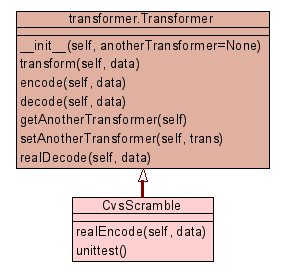 transformer.Transformer
__init__(self, anotherTransformer=None)
transform(self, data)
encode(self, data)
decode(self, data)
getAnotherTransformer(self)
setAnotherTransformer(self, trans)
realDecode(self, data)
CvsScramble
realEncode(self, data)
unittest()